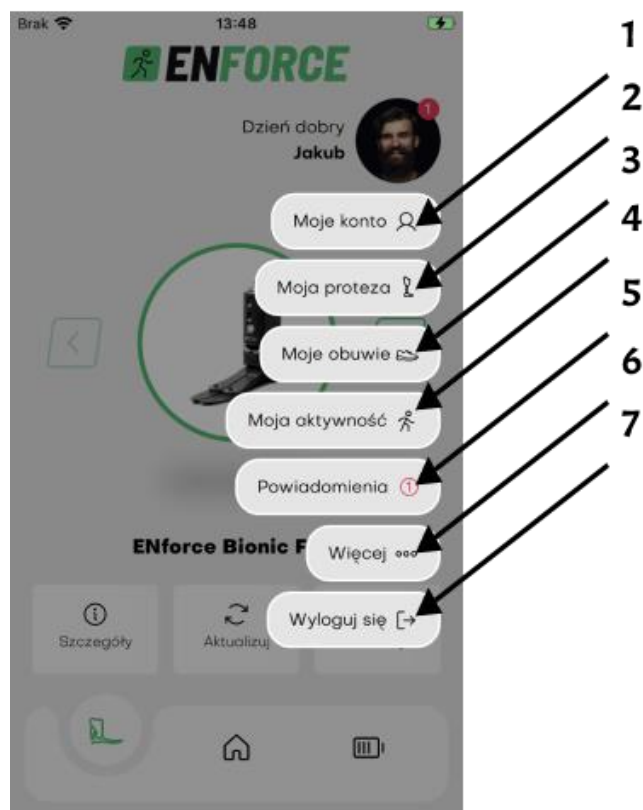 Brak 13:48
ENFORCE
Dzień dobry
Jakub
1
Moje konto
Moja proteza
Moje obuwie
Moja aktywność
Powiadomienia 1
ENforce Bionic F
Więcej
Wyloguj się
Szczegóły
Aktualizuj
1
2
3
4
5
6
7